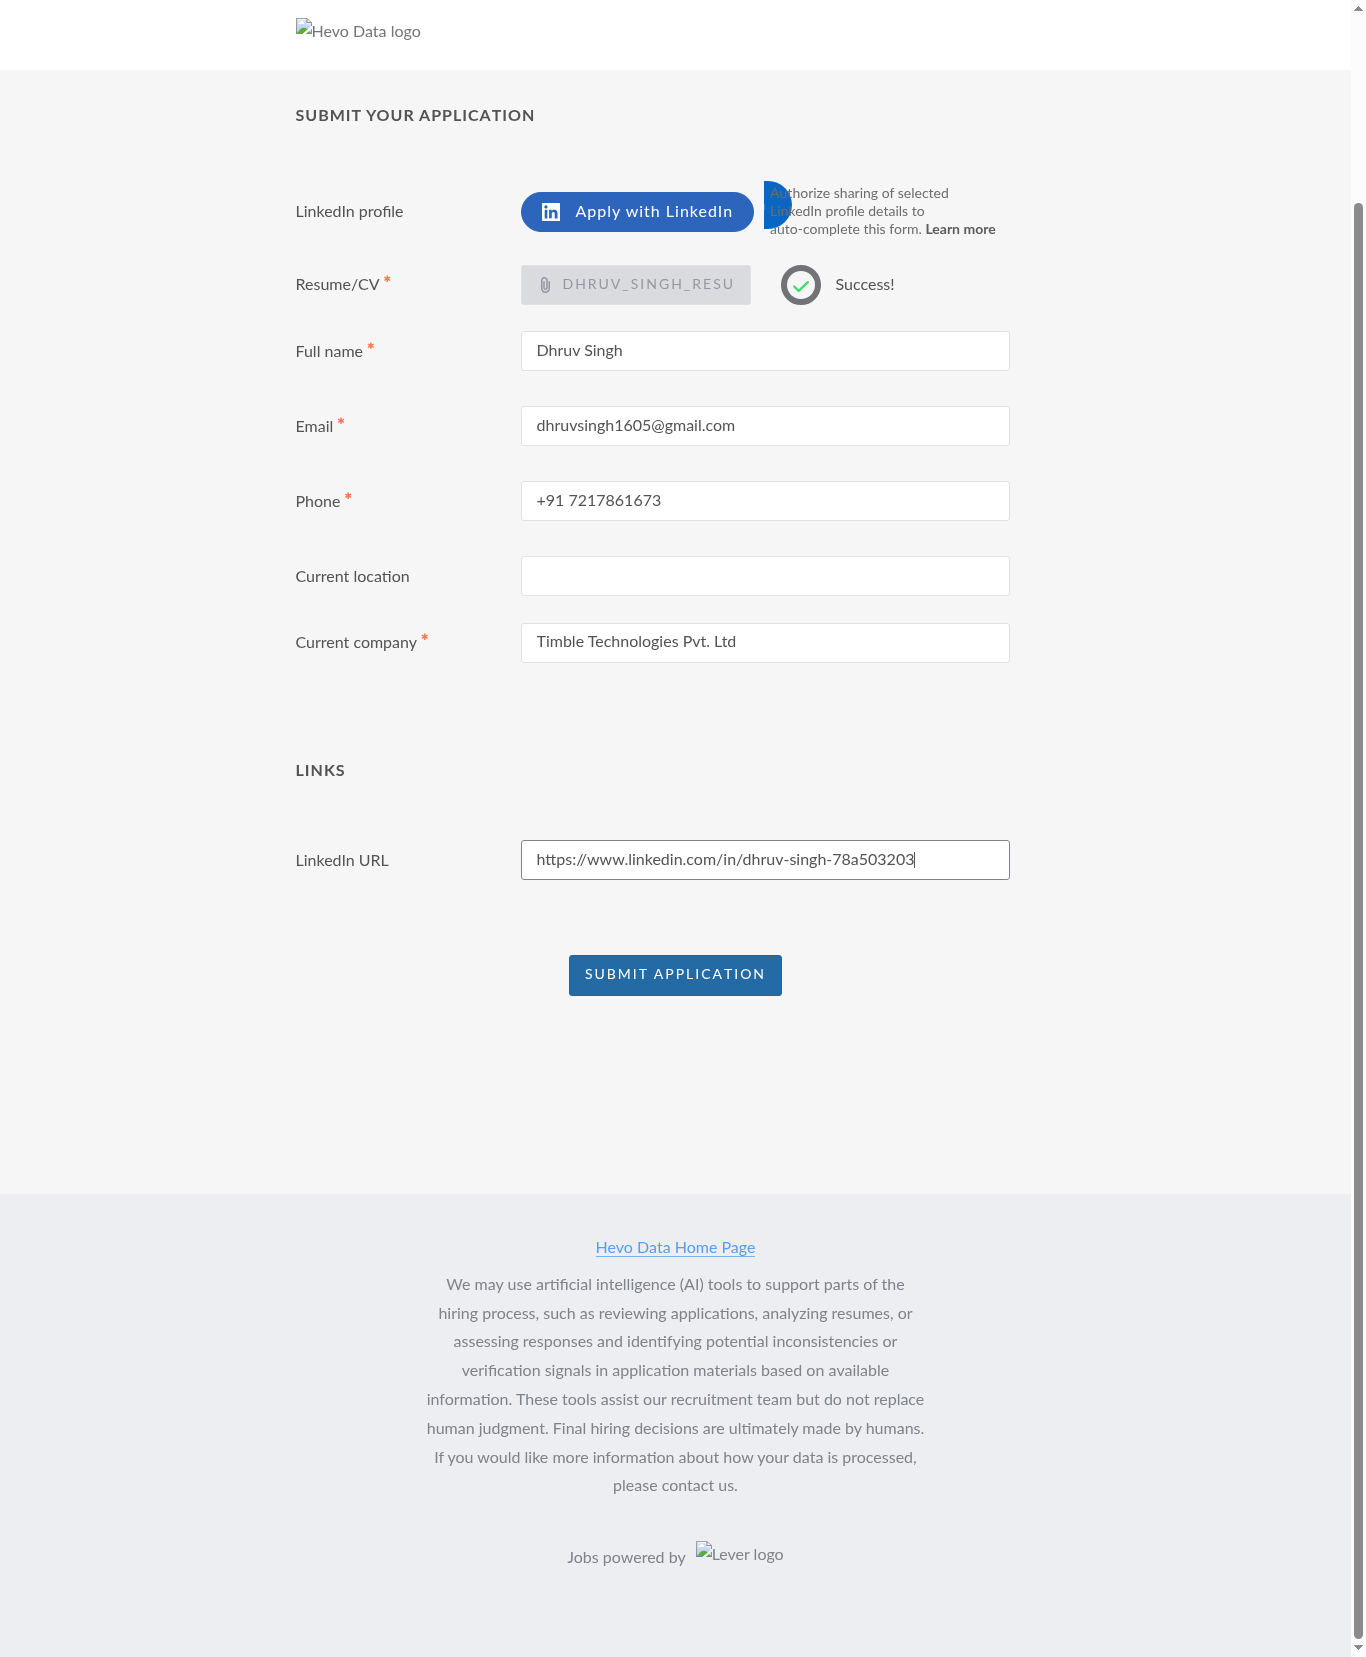 Hevo Data logo
SUBMIT YOUR APPLICATION
LinkedIn profile
Apply with LinkedIn
Authorize sharing of selected
LinkedIn profile details to
auto-complete this form. Learn more
Resume/CV *
DHRUV_SINGH_RESU
Success!
Full name *
Dhruv Singh
Email *
dhruvsingh1605@gmail.com
Phone *
+91 7217861673
Current location
Current company *
Timble Technologies Pvt. Ltd
LINKS
LinkedIn URL
https://www.linkedin.com/in/dhruv-singh-78a503203
SUBMIT APPLICATION
Hevo Data Home Page
We may use artificial intelligence (AI) tools to support parts of the
hiring process, such as reviewing applications, analyzing resumes, or
assessing responses and identifying potential inconsistencies or
verification signals in application materials based on available
information. These tools assist our recruitment team but do not replace
human judgment. Final hiring decisions are ultimately made by humans.
If you would like more information about how your data is processed,
please contact us.
Jobs powered by Lever logo